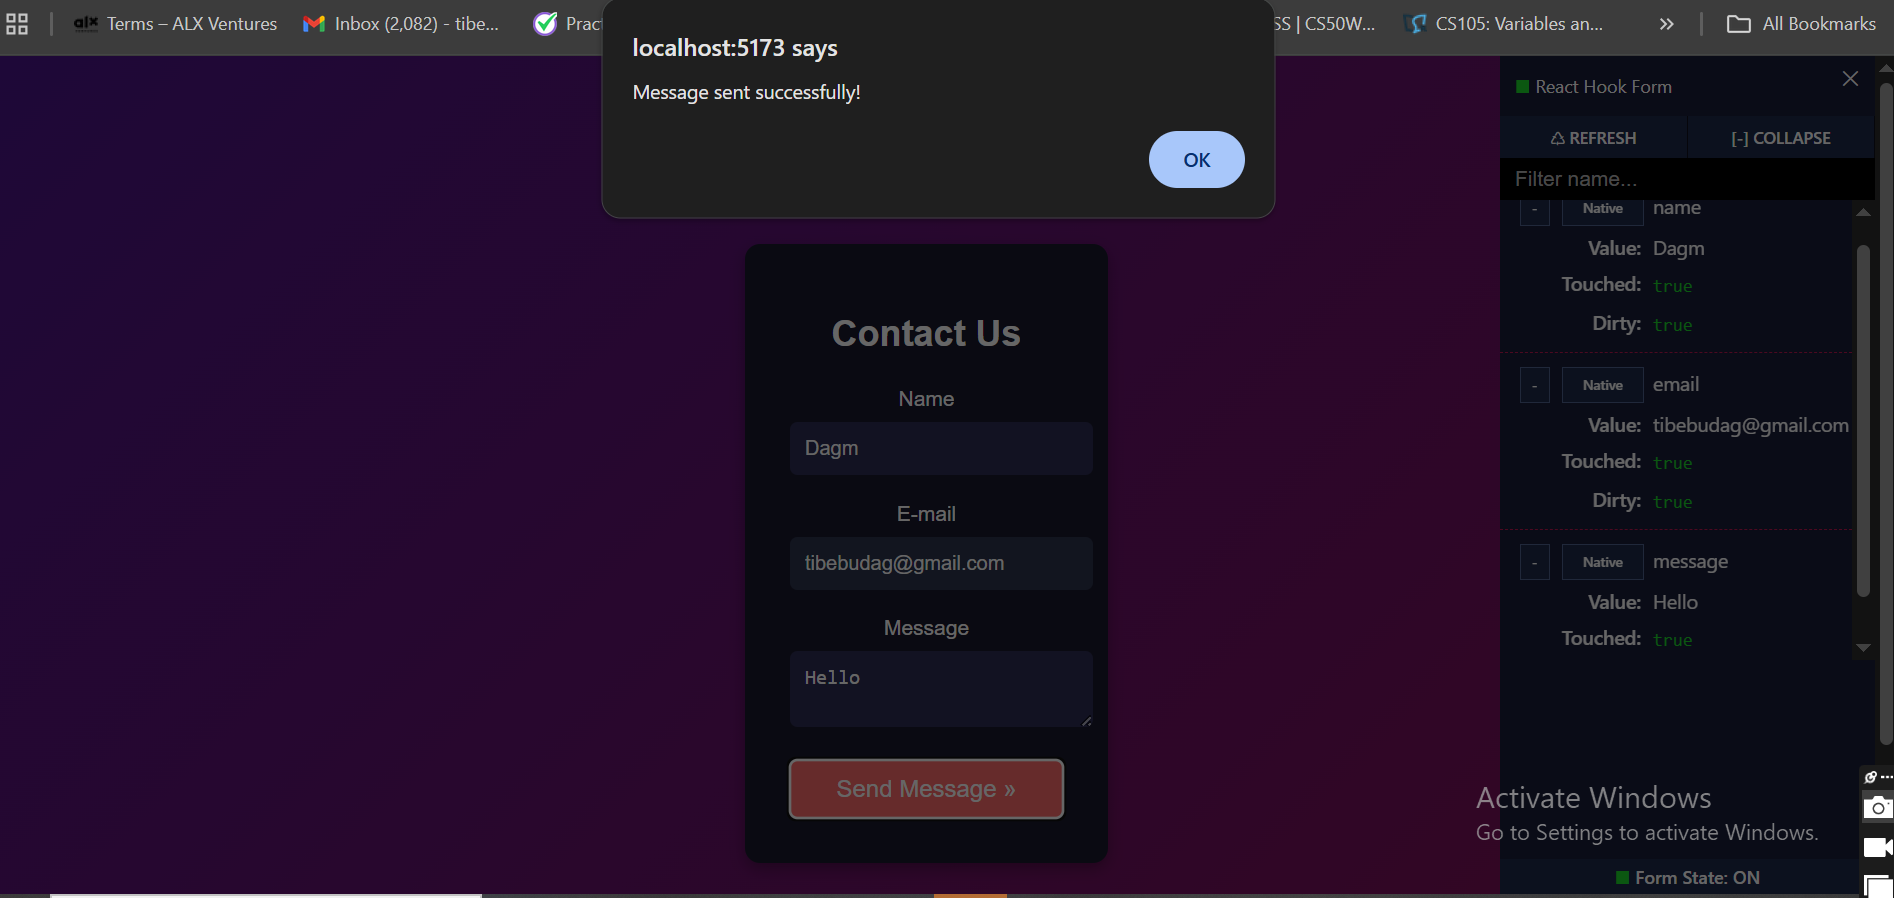 alx Terms – ALX Ventures
Inbox (2,082) - tibe...
Prac
SS | CS50W...
CS105: Variables an...
»
All Bookmarks
localhost:5173 says
Message sent successfully!
OK
Contact Us
Name
Dagm
E-mail
tibebudag@gmail.com
Message
Hello
Send Message »
React Hook Form
REFRESH
[-] COLLAPSE
Filter name...
- Native name
Value: Dagm
Touched: true
Dirty: true
- Native email
Value: tibebudag@gmail.com
Touched: true
Dirty: true
- Native message
Value: Hello
Touched: true
Activate Windows
Go to Settings to activate Windows.
Form State: ON